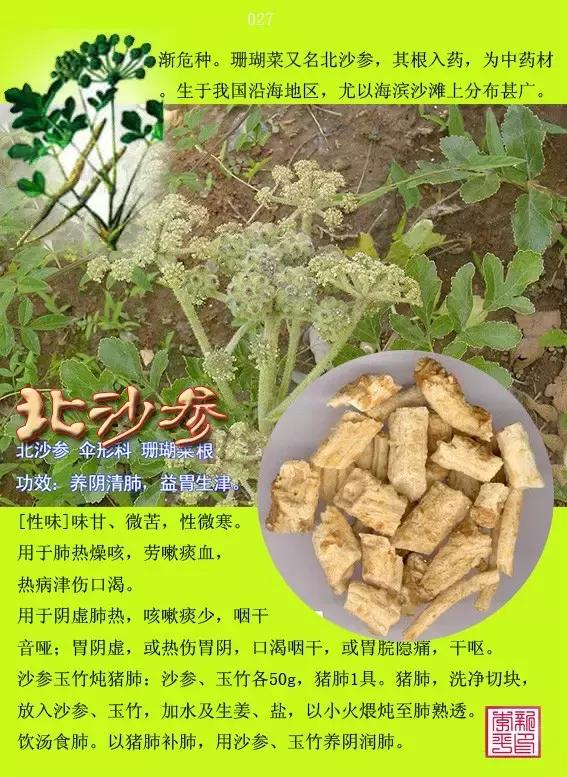 027
渐危种。珊瑚菜又名北沙参，其根入药，为中药材
。生于我国沿海地区，尤以海滨沙滩上分布甚广。
北沙参
北沙参 伞形科 珊瑚菜根
功效：养阴清肺，益胃生津。
[性味]味甘、微苦，性微寒。
用于肺热燥咳，劳嗽痰血，
热病津伤口渴。
用于阴虚肺热，咳嗽痰少，咽干
音哑；胃阴虚，或热伤胃阴，口渴咽干，或胃脘隐痛，干呕。
沙参玉竹炖猪肺：沙参、玉竹各50g，猪肺1具。猪肺，洗净切块，
放入沙参、玉竹，加水及生姜、盐，以小火煨炖至肺熟透。
饮汤食肺。以猪肺补肺，用沙参、玉竹养阴润肺。